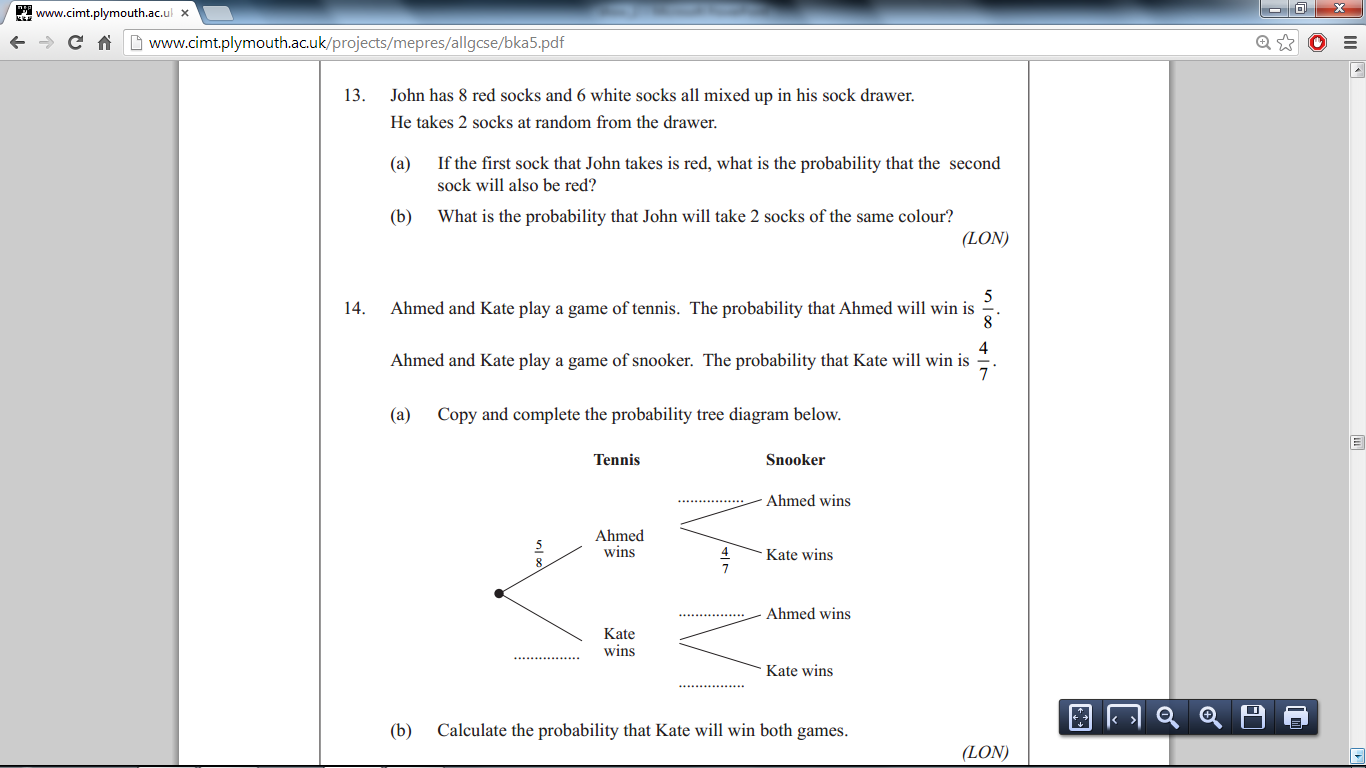 www.cimt.plymouth.ac.uk
www.cimt.plymouth.ac.uk/projects/mepres/allgcse/bka5.pdf
13. John has 8 red socks and 6 white socks all mixed up in his sock drawer.
He takes 2 socks at random from the drawer.
(a) If the first sock that John takes is red, what is the probability that the second
sock will also be red?
(b) What is the probability that John will take 2 socks of the same colour?
(LON)
14. Ahmed and Kate play a game of tennis. The probability that Ahmed will win is 5/8.
Ahmed and Kate play a game of snooker. The probability that Kate will win is 4/7.
(a) Copy and complete the probability tree diagram below.
Tennis Snooker
................ Ahmed wins
5/8 Ahmed
wins
4/7 Kate wins
................ Ahmed wins
Kate
wins
................
Kate wins
................
(b) Calculate the probability that Kate will win both games.
(LON)